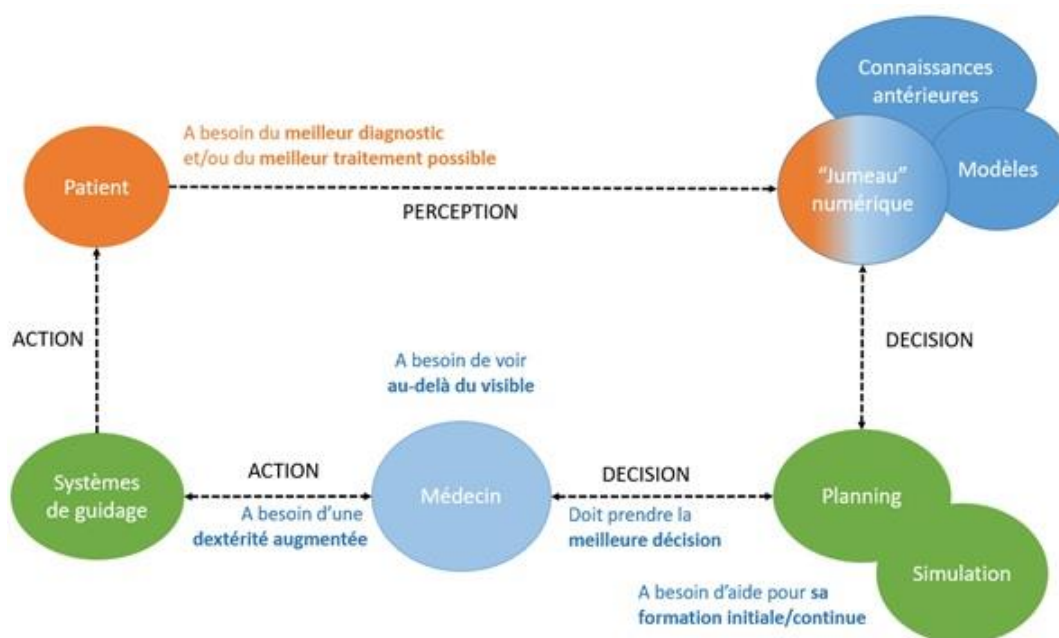 Connaissances
antérieures
A besoin du meilleur diagnostic
et/ou du meilleur traitement possible
Patient
"Jumeau"
numérique
Modèles
PERCEPTION
ACTION
DECISION
A besoin de voir
au-delà du visible
Systèmes
de guidage
ACTION
A besoin d'une
dextérité augmentée
Médecin
DECISION
Doit prendre la
meilleure décision
Planning
Simulation
A besoin d'aide pour sa
formation initiale/continue